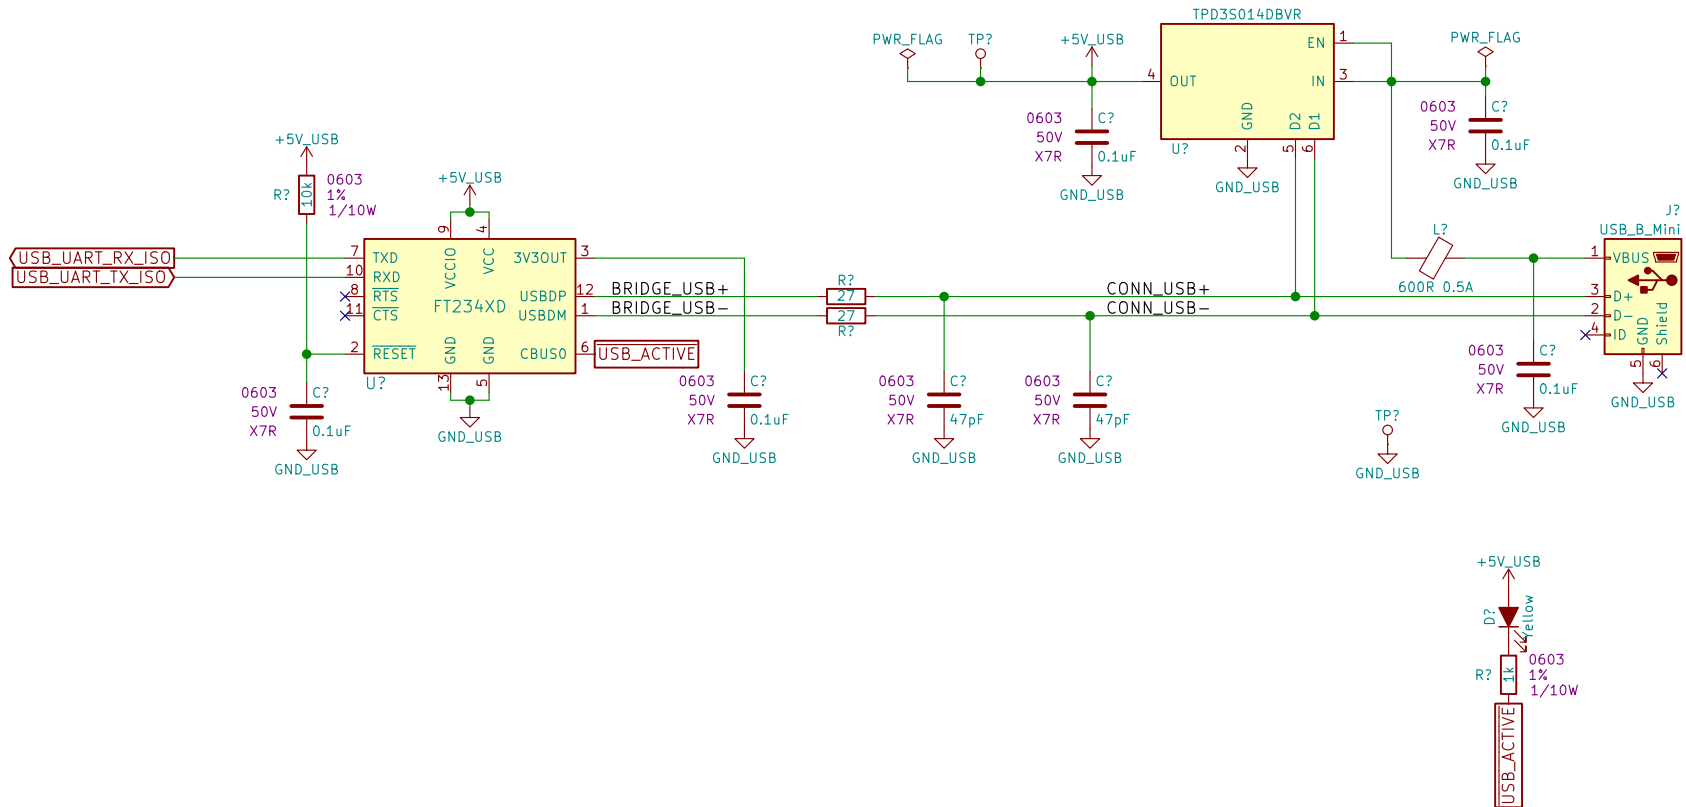 TPD3S014DBVR
PWR_FLAG
TP?
+5V_USB
PWR_FLAG
EN 1
4 OUT
IN 3
GND
D2
D1
2
5
6
U?
0603
50V
X7R
C?
0.1uF
GND_USB
GND_USB
0603
50V
X7R
C?
0.1uF
GND_USB
+5V_USB
R?
10k
0603
1%
1/10W
+5V_USB
9
4
USB_UART_RX_ISO
USB_UART_TX_ISO
7 TXD
10 RXD
8 RTS
11 CTS
2 RESET
VCCIO
VCC
FT234XD
GND
GND
3V3OUT 3
USBDP 12
USBDM 1
CBUS0 6
13
5
U?
USB_ACTIVE
GND_USB
0603
50V
X7R
C?
0.1uF
GND_USB
BRIDGE_USB+
BRIDGE_USB-
R?
27
27
R?
CONN_USB+
CONN_USB-
0603
50V
X7R
C?
0.1uF
GND_USB
0603
50V
X7R
C?
47pF
GND_USB
0603
50V
X7R
C?
47pF
GND_USB
L?
600R 0.5A
J?
USB_B_Mini
1 VBUS
3 D+
2 D-
4 ID
GND
Shield
5
6
GND_USB
0603
50V
X7R
C?
0.1uF
GND_USB
TP?
GND_USB
+5V_USB
D?
Yellow
R?
1k
0603
1%
1/10W
USB_ACTIVE